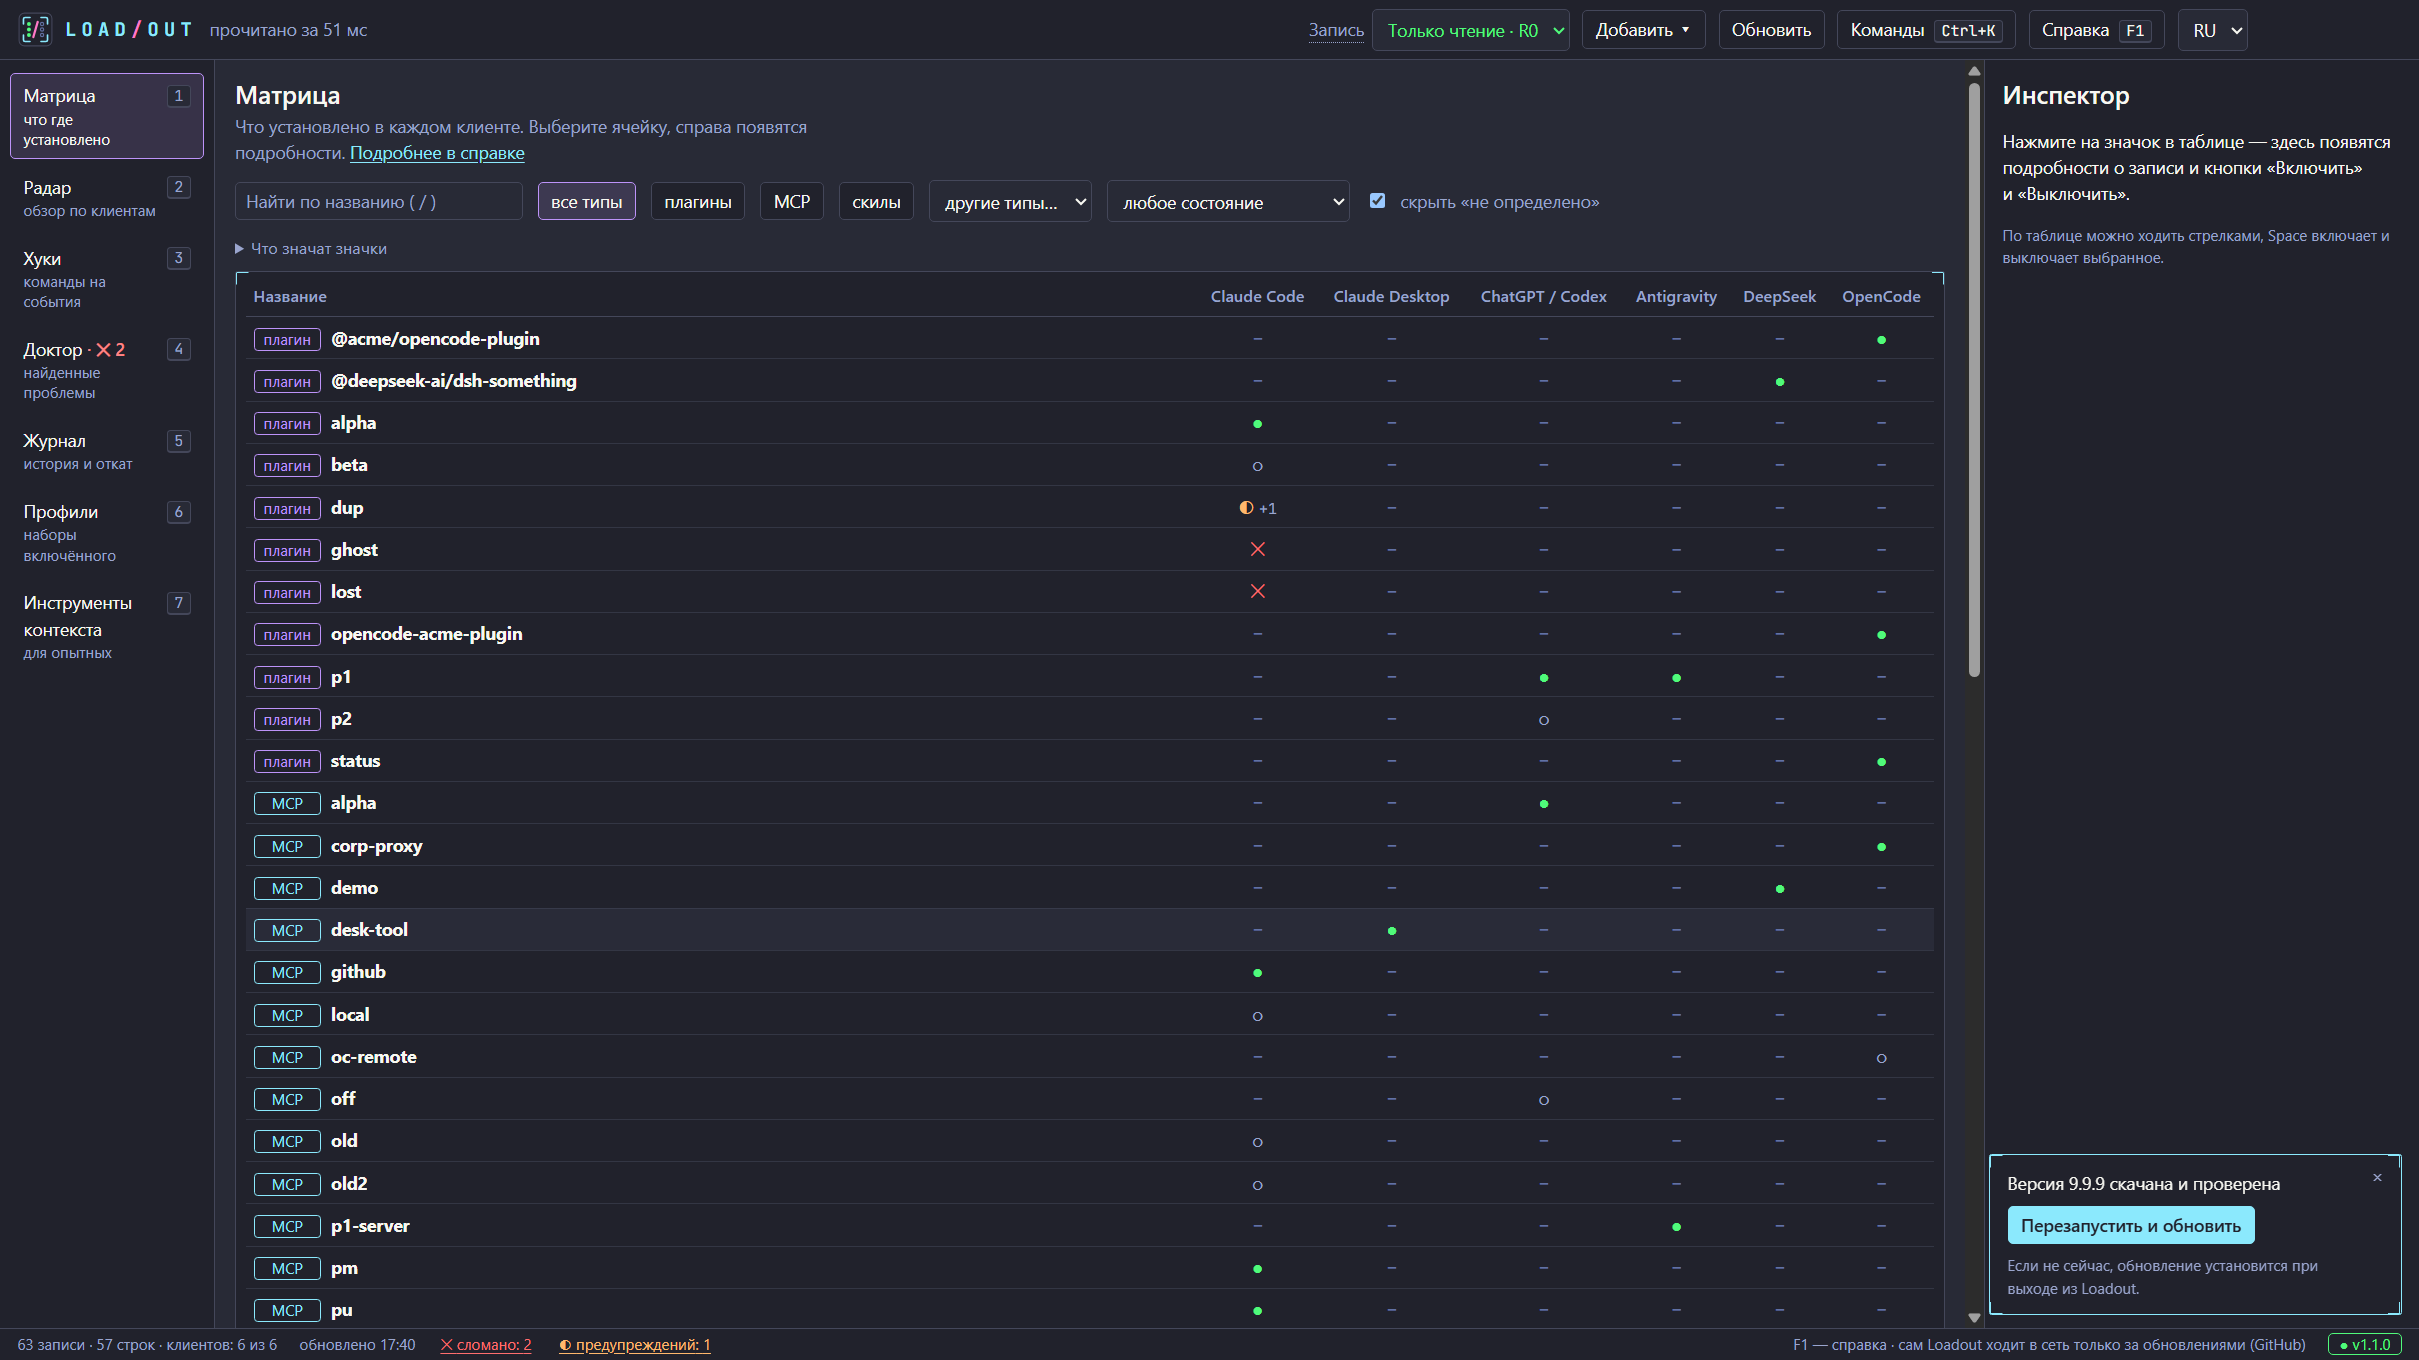 LOAD/OUT прочитано за 51 мс
Запись Только чтение · R0 Добавить ▾ Обновить Команды Ctrl+K Справка F1 RU
Матрица 1
что где
установлено
Радар 2
обзор по клиентам
Хуки 3
команды на
события
Доктор · ✕ 2 4
найденные
проблемы
Журнал 5
история и откат
Профили 6
наборы
включённого
Инструменты 7
контекста
для опытных
Матрица
Что установлено в каждом клиенте. Выберите ячейку, справа появятся
подробности. Подробнее в справке
Найти по названию ( / ) все типы плагины MCP скилы другие типы... любое состояние скрыть «не определено»
▶ Что значат значки
Название Claude Code Claude Desktop ChatGPT / Codex Antigravity DeepSeek OpenCode
плагин @acme/opencode-plugin – – – – – ●
плагин @deepseek-ai/dsh-something – – – – ● –
плагин alpha ● – – – – –
плагин beta ○ – – – – –
плагин dup ◐ +1 – – – – –
плагин ghost ✕ – – – – –
плагин lost ✕ – – – – –
плагин opencode-acme-plugin – – – – – ●
плагин p1 – – ● ● – –
плагин p2 – – ○ – – –
плагин status – – – – – ●
MCP alpha – – ● – – –
MCP corp-proxy – – – – – ●
MCP demo – – – – ● –
MCP desk-tool – ● – – – –
MCP github ● – – – – –
MCP local ○ – – – – –
MCP oc-remote – – – – – ○
MCP off – – ○ – – –
MCP old ○ – – – – –
MCP old2 ○ – – – – –
MCP p1-server – – – ● – –
MCP pm ● – – – – –
MCP pu ● – – – – –
Инспектор
Нажмите на значок в таблице — здесь появятся
подробности о записи и кнопки «Включить»
и «Выключить».
По таблице можно ходить стрелками, Space включает и
выключает выбранное.
Версия 9.9.9 скачана и проверена ×
Перезапустить и обновить
Если не сейчас, обновление установится при
выходе из Loadout.
63 записи · 57 строк · клиентов: 6 из 6 обновлено 17:40 ✕ сломано: 2 ◐ предупреждений: 1 F1 — справка · сам Loadout ходит в сеть только за обновлениями (GitHub) ● v1.1.0